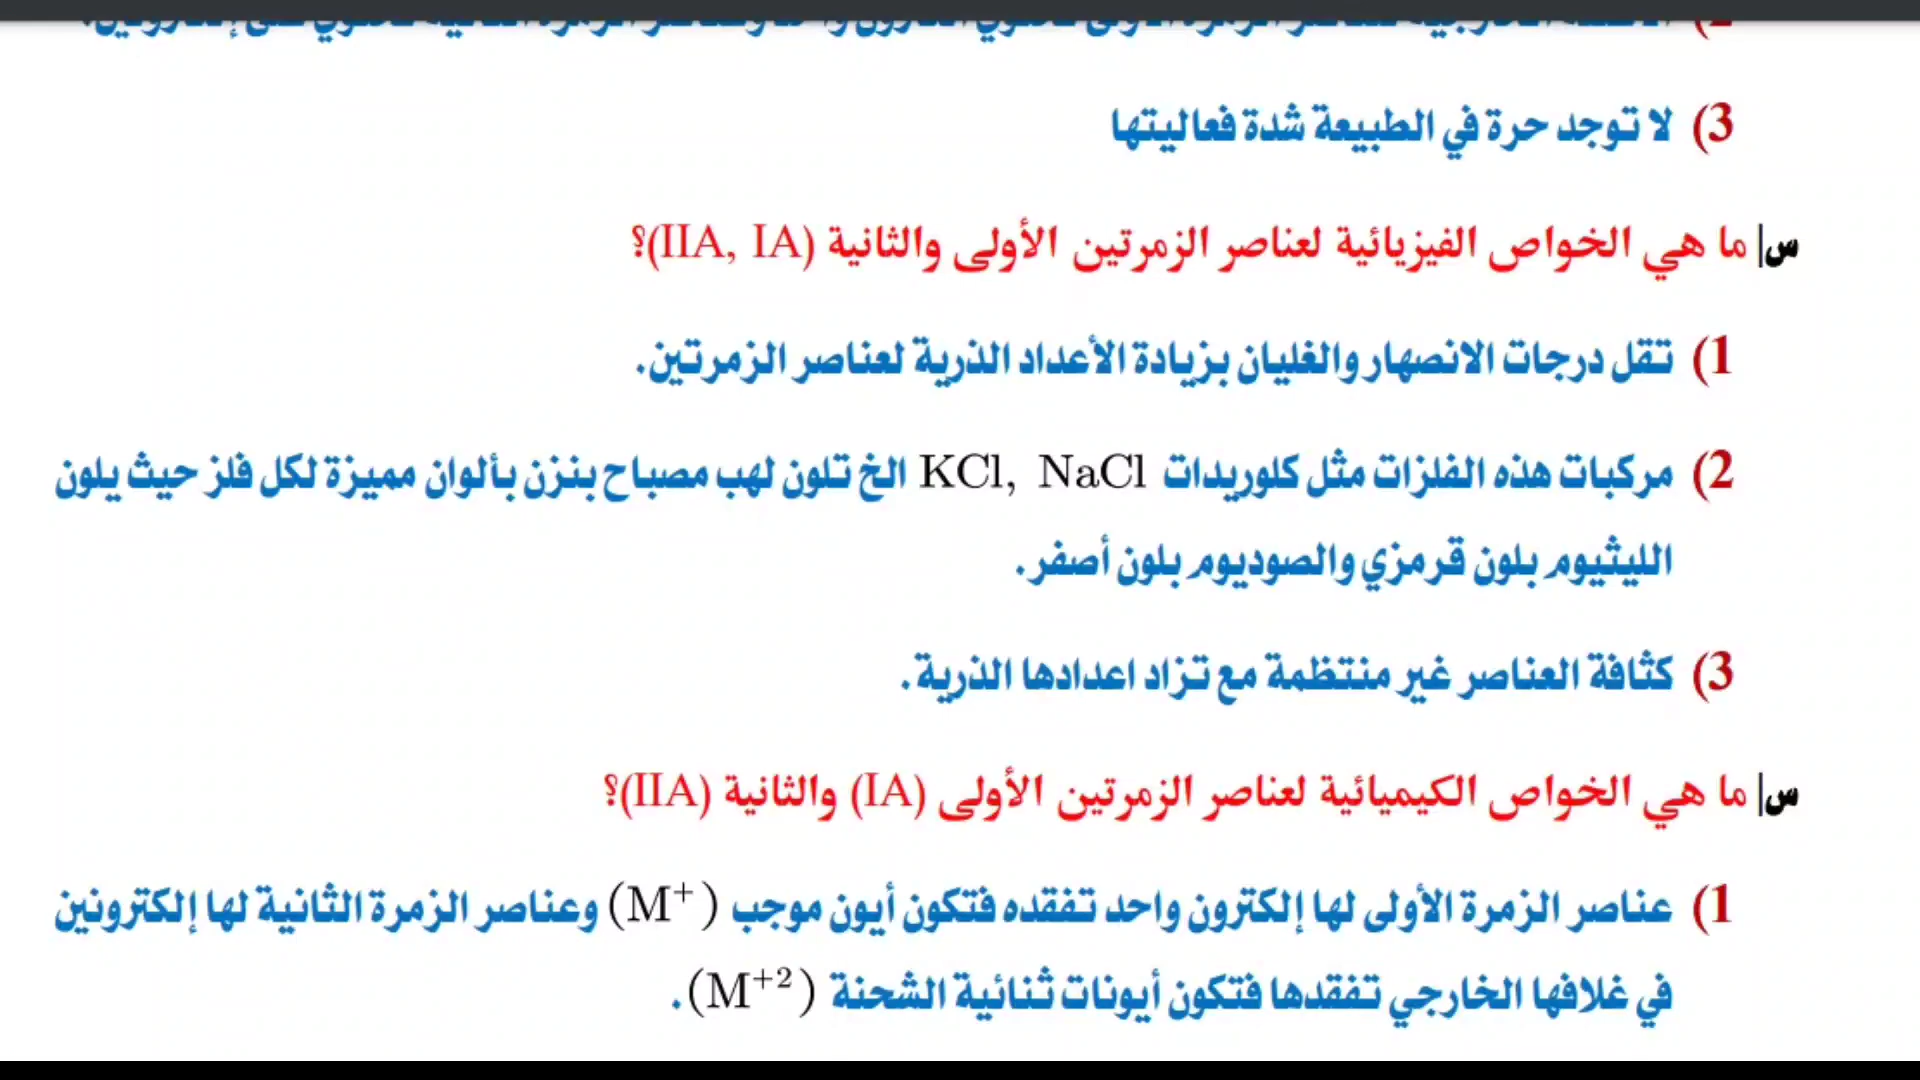 3) لا توجد حرة في الطبيعة شدة فعاليتها
س| ما هي الخواص الفيزيائية لعناصر الزمرتين الأولى والثانية (IIA, IA)؟
1) تقل درجات الانصهار والغليان بزيادة الأعداد الذرية لعناصر الزمرتين.
2) مركبات هذه الفلزات مثل كلوريدات KCl, NaCl الخ تلون لهب مصباح بنزن بألوان مميزة لكل فلز حيث يلون
الليثيوم بلون قرمزي والصوديوم بلون أصفر.
3) كثافة العناصر غير منتظمة مع تزاد اعدادها الذرية.
س| ما هي الخواص الكيميائية لعناصر الزمرتين الأولى (IA) والثانية (IIA)؟
1) عناصر الزمرة الأولى لها إلكترون واحد تفقده فتكون أيون موجب (M⁺) وعناصر الزمرة الثانية لها إلكترونين
في غلافها الخارجي تفقدها فتكون أيونات ثنائية الشحنة (M⁺²).